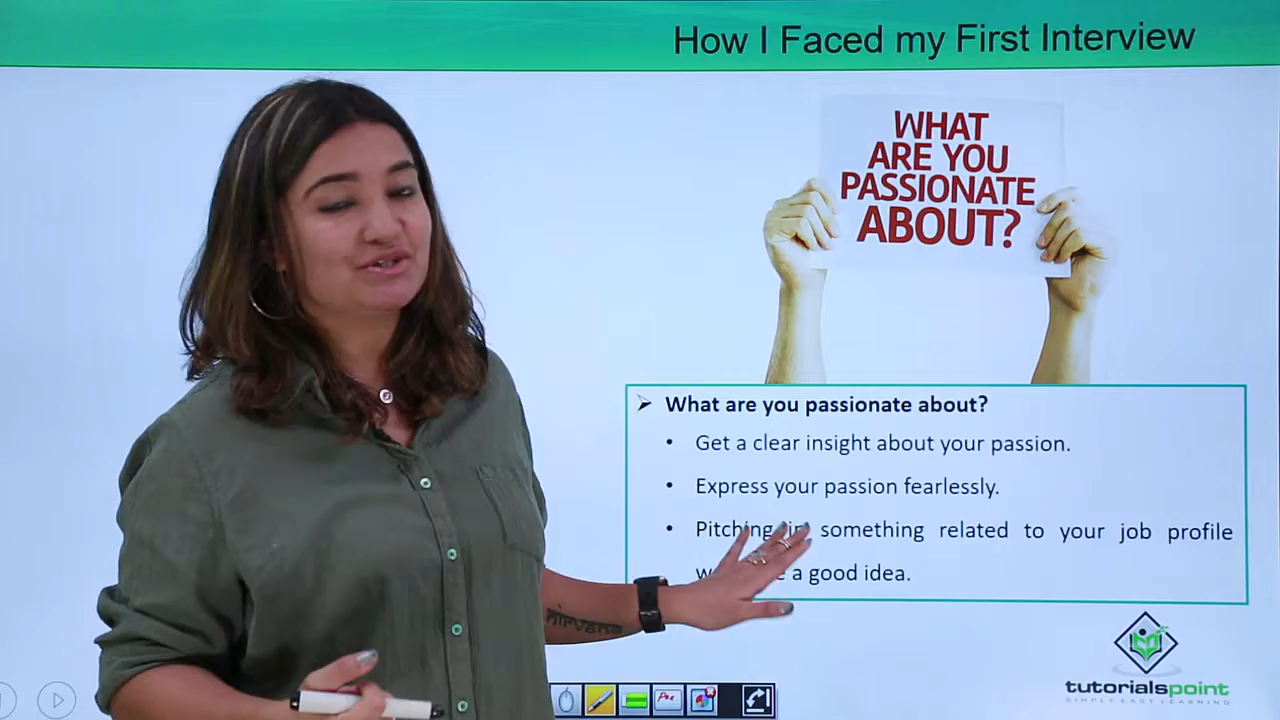 How I Faced my First Interview
WHAT
ARE YOU
PASSIONATE
ABOUT?
What are you passionate about?
Get a clear insight about your passion.
Express your passion fearlessly.
Pitching in something related to your job profile
a good idea.
nirvana
tutorialspoint
SIMPLY EASY LEARNING